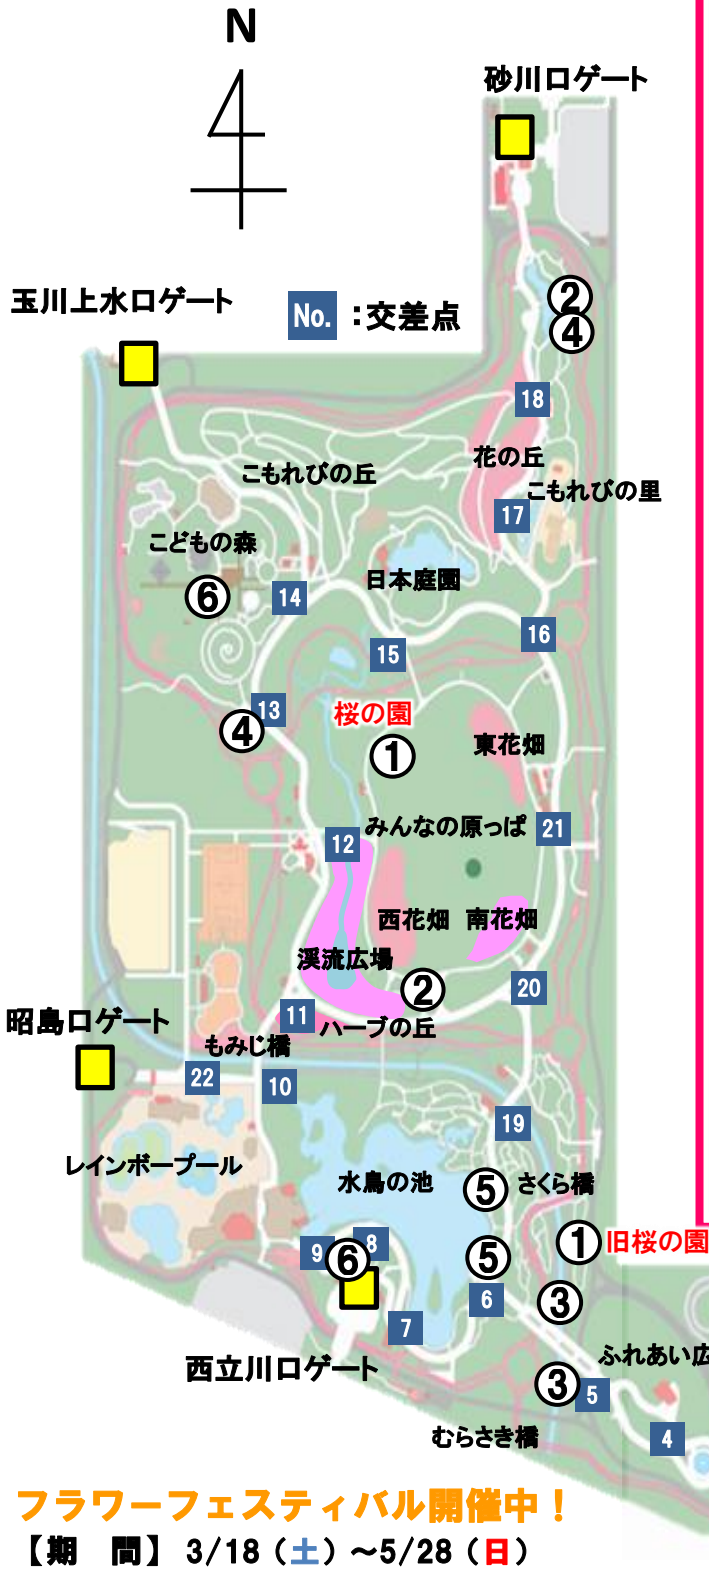 N
砂川口ゲート
玉川上水口ゲート
No. ：交差点
②
④
18
花の丘
こもれびの丘
こもれびの里
17
こどもの森
日本庭園
⑥
14
16
15
13
桜の園
④
①
東花畑
みんなの原っぱ
21
12
西花畑 南花畑
渓流広場
②
20
11
ハーブの丘
昭島口ゲート
もみじ橋
22
10
19
レインボープール
水鳥の池
⑤
さくら橋
① 旧桜の園
8
9
⑥
⑤
6
③
7
西立川口ゲート
ふれあい広
③
5
むらさき橋
4
フラワーフェスティバル開催中！
【期 間】 3/18（土）～5/28（日）